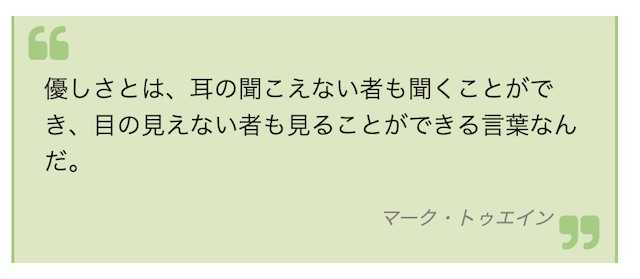 優しさとは、耳の聞こえない者も聞くことがで
き、目の見えない者も見ることができる言葉なん
だ。
マーク・トゥエイン